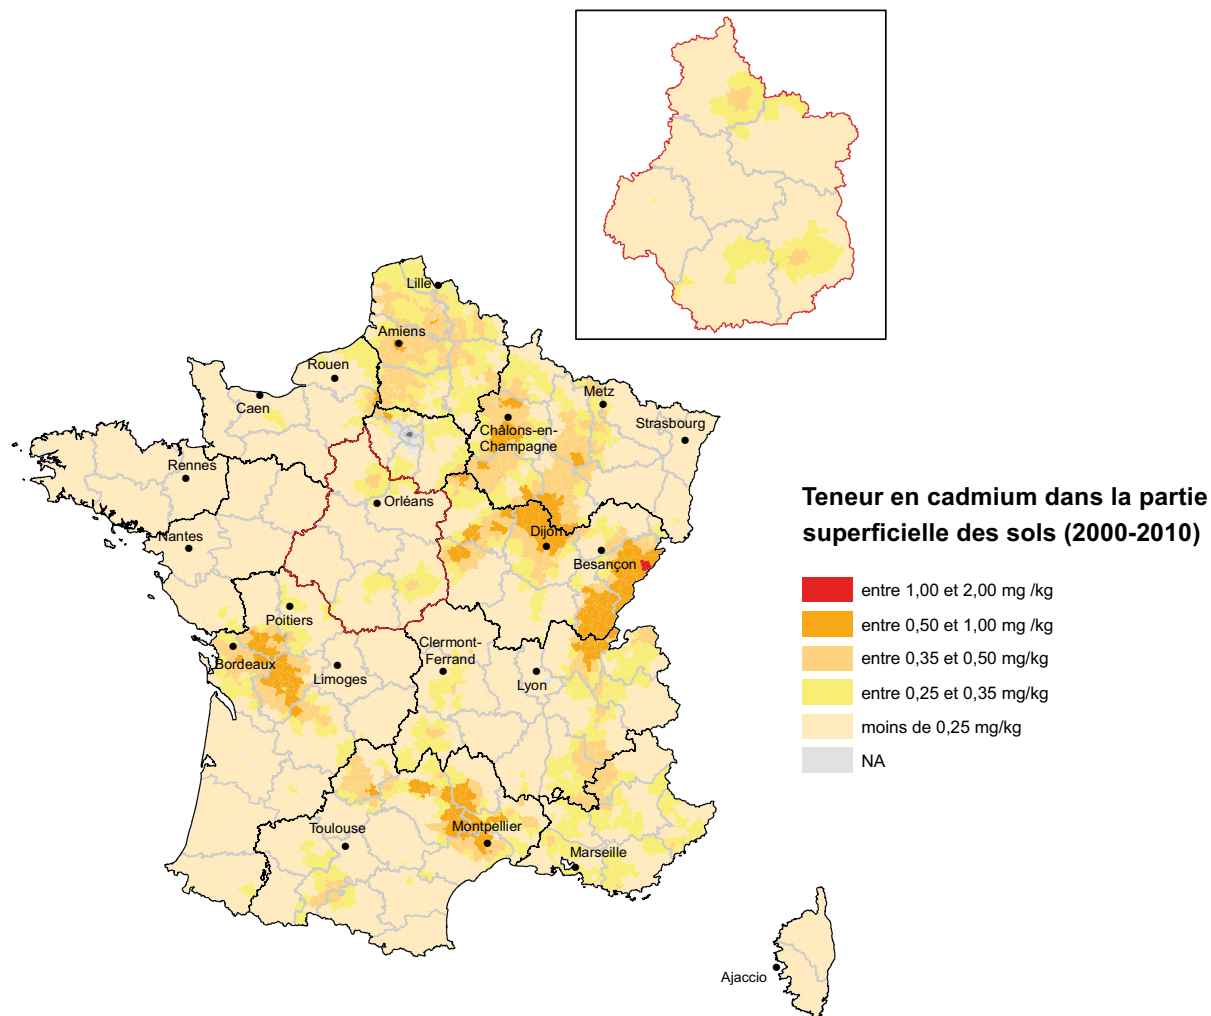 Lille
Amiens
Rouen
Metz
Caen
Châlons-en-
Champagne
Strasbourg
Rennes
Orléans
Nantes
Dijon
Besançon
Poitiers
Clermont-
Ferrand
Bordeaux
Limoges
Lyon
Toulouse
Montpellier
Marseille
Ajaccio
Teneur en cadmium dans la partie
superficielle des sols (2000-2010)
entre 1,00 et 2,00 mg /kg
entre 0,50 et 1,00 mg /kg
entre 0,35 et 0,50 mg/kg
entre 0,25 et 0,35 mg/kg
moins de 0,25 mg/kg
NA